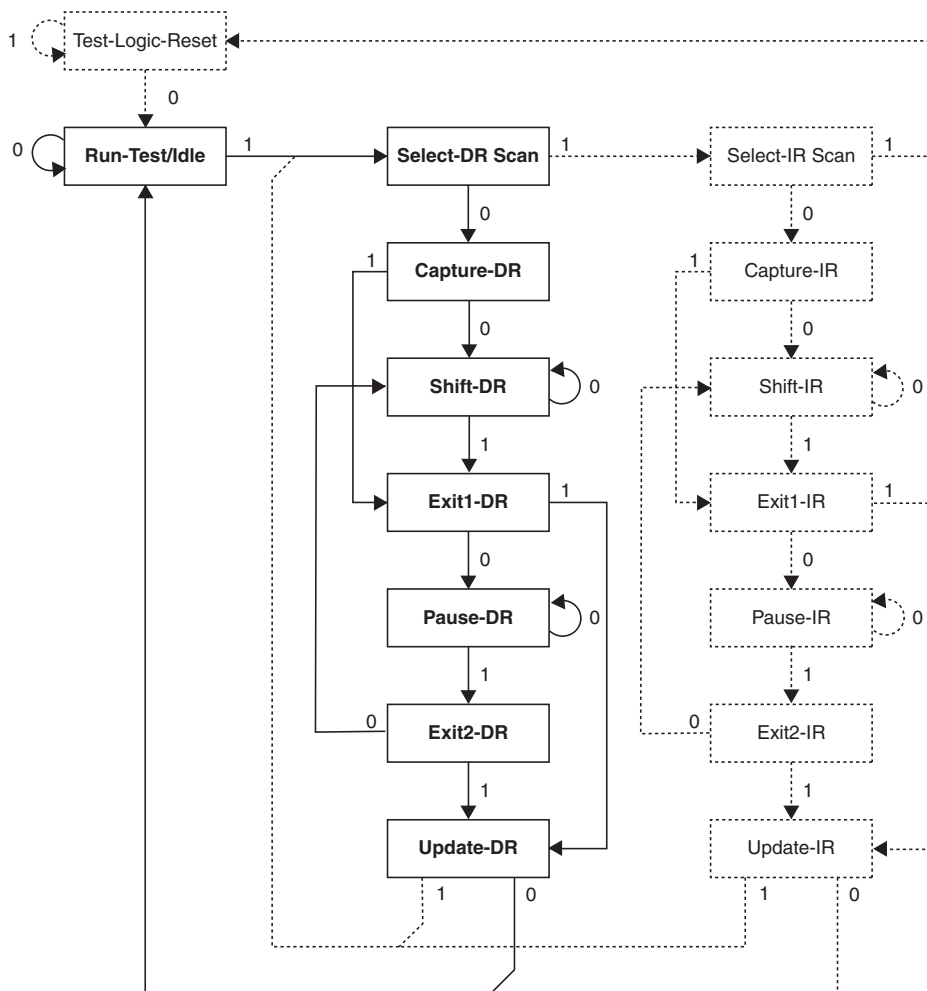 Test-Logic-Reset
1
0
0
Run-Test/Idle
1
Select-DR Scan
1
Select-IR Scan
1
0
0
1
Capture-DR
1
Capture-IR
0
0
Shift-DR
0
Shift-IR
0
1
1
Exit1-DR
1
Exit1-IR
1
0
0
Pause-DR
0
Pause-IR
0
1
1
0
Exit2-DR
0
Exit2-IR
1
1
Update-DR
Update-IR
1
0
1
0